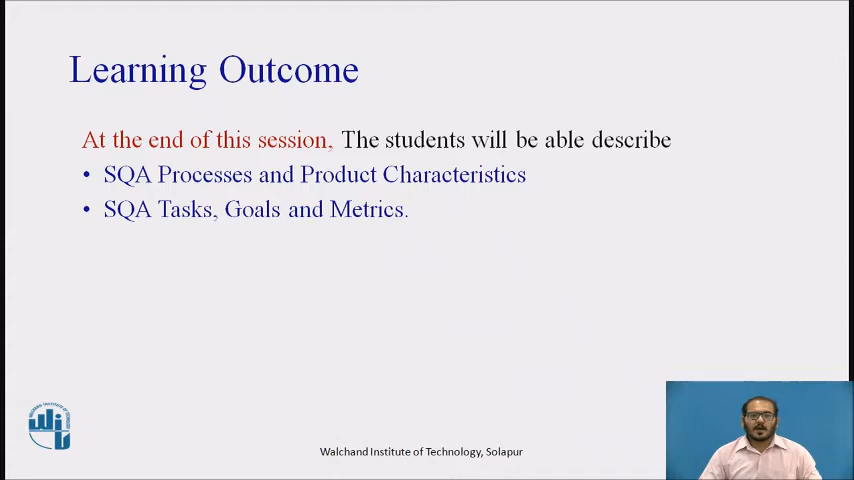 Learning Outcome
At the end of this session, The students will be able describe
• SQA Processes and Product Characteristics
• SQA Tasks, Goals and Metrics.
Walchand Institute of Technology, Solapur